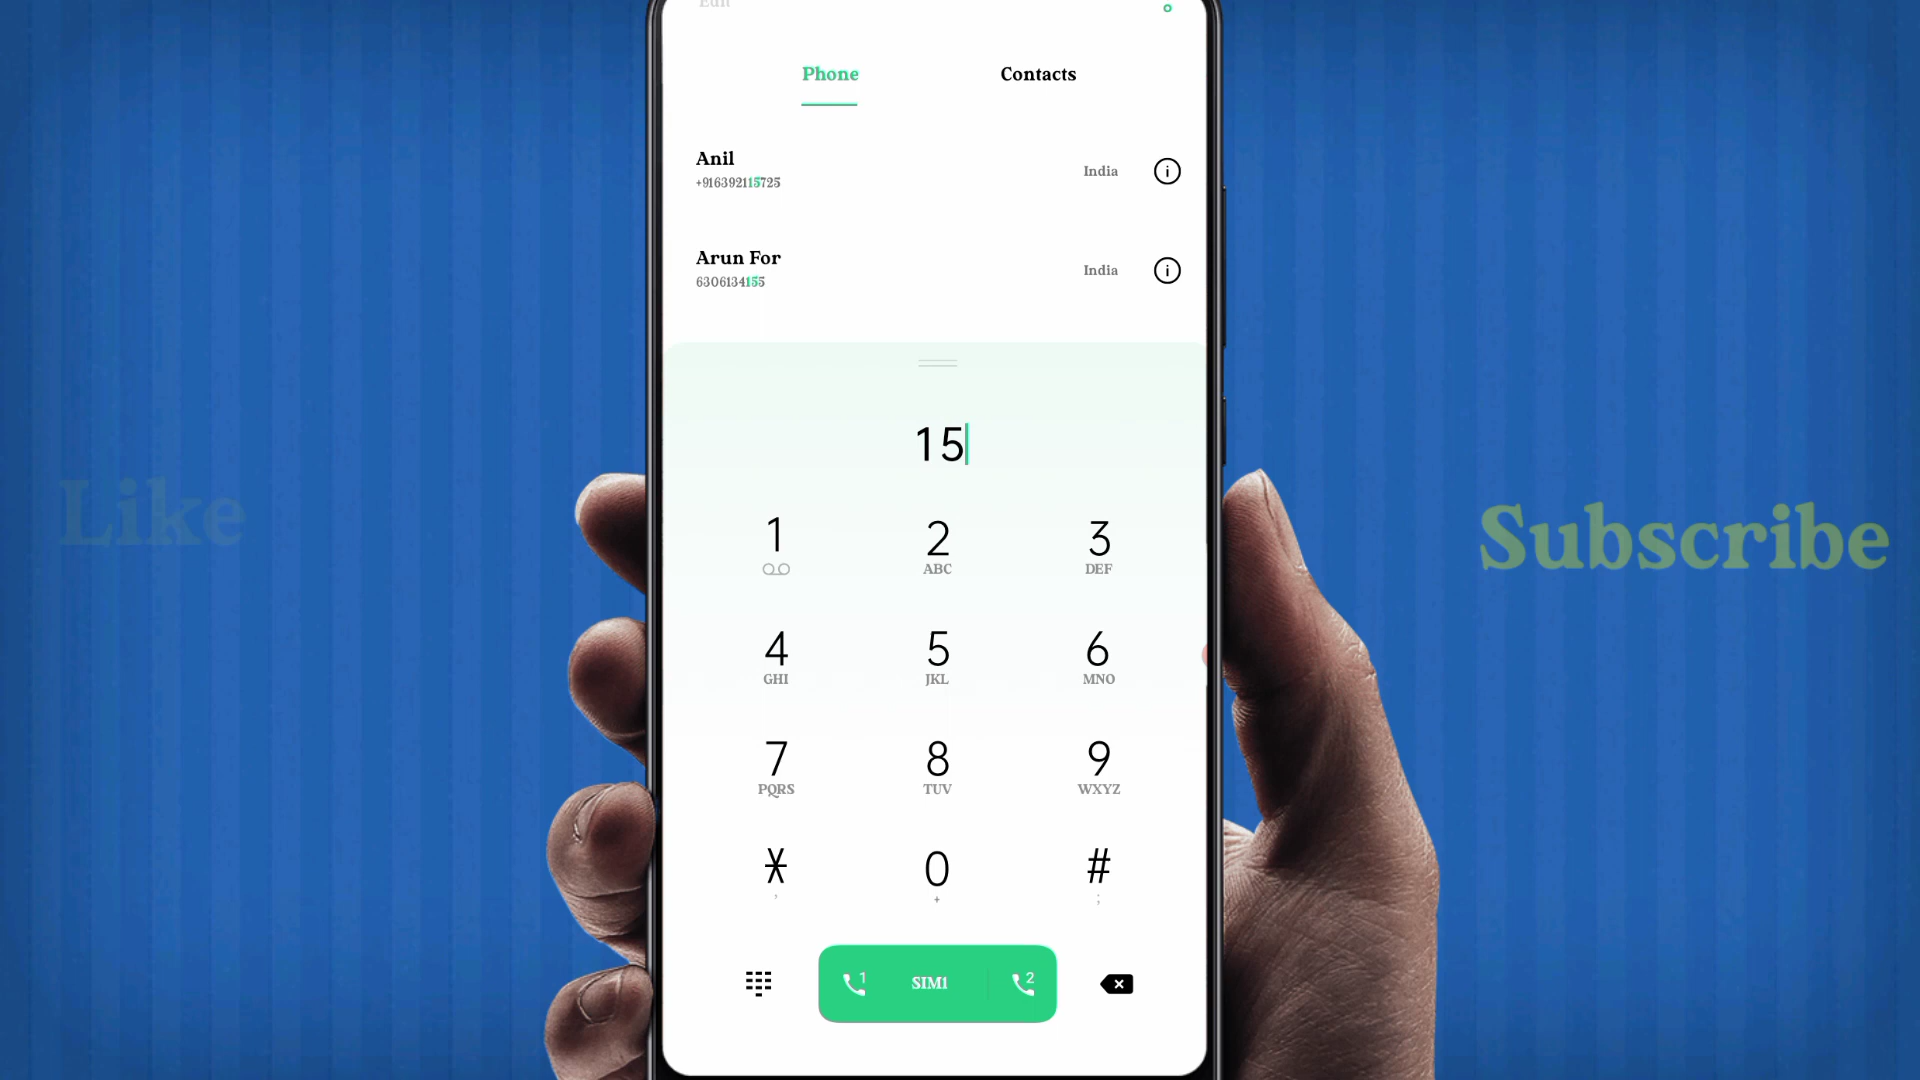 Edit
Phone
Contacts
Anil
+916392115725
India
Arun For
6306134155
India
15
1
2
ABC
3
DEF
4
GHI
5
JKL
6
MNO
7
PQRS
8
TUV
9
WXYZ
*
,
0
+
#
;
1
SIM1
2
Like
Subscribe